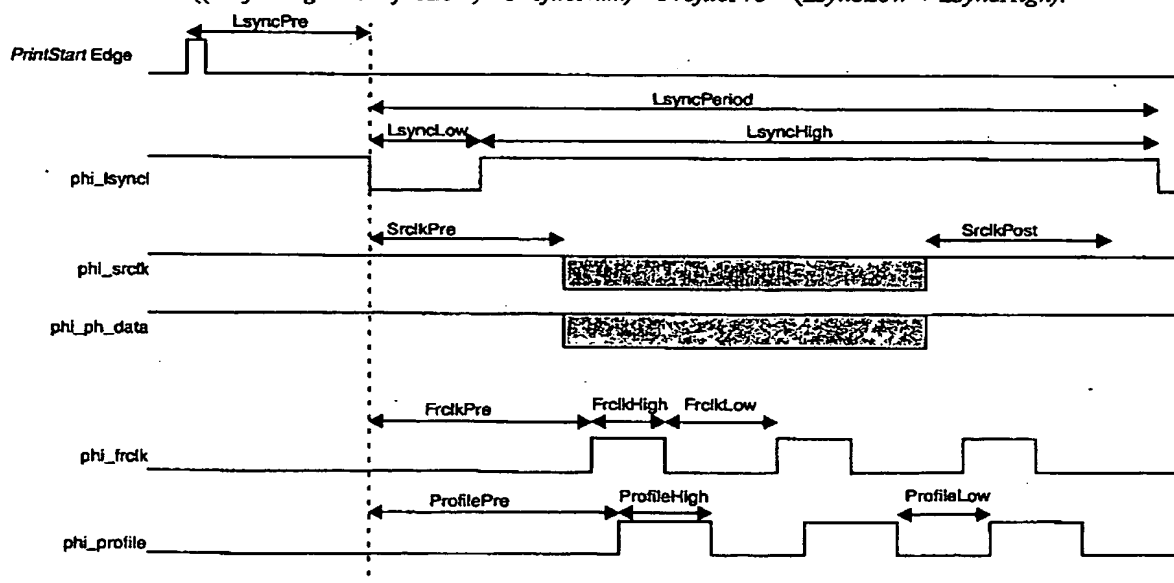 LsyncPre
PrintStart Edge
LsyncPeriod
LsyncLow
LsyncHigh
phi_lsyncl
SrclkPre
SrclkPost
phi_srclk
phi_ph_data
FrclkPre
FrclkHigh
FrclkLow
phi_frclk
ProfilePre
ProfileHigh
ProfileLow
phi_profile